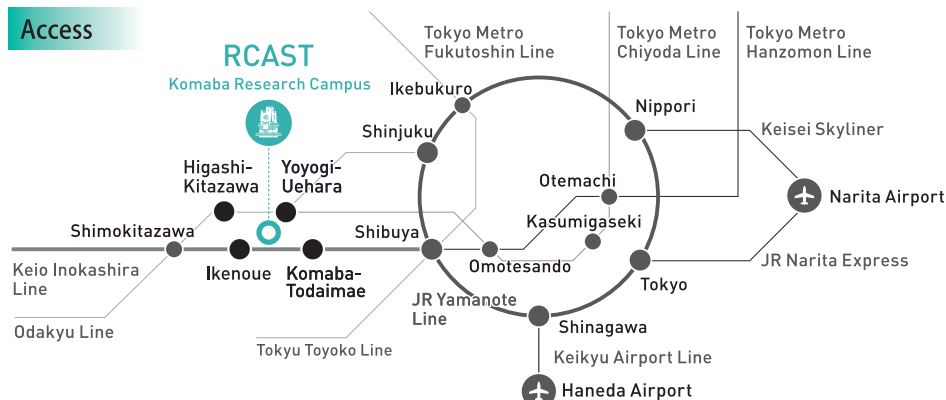 Access
RCAST
Komaba Research Campus
Tokyo Metro
Fukutoshin Line
Tokyo Metro
Chiyoda Line
Tokyo Metro
Hanzomon Line
Ikebukuro
Nippori
Shinjuku
Keisei Skyliner
Higashi-
Kitazawa
Yoyogi-
Uehara
Otemachi
Narita Airport
Kasumigaseki
Shimokitazawa
Shibuya
Keio Inokashira
Line
Ikenoue
Komaba-
Todaimae
Omotesando
JR Narita Express
Tokyo
JR Yamanote
Line
Odakyu Line
Shinagawa
Tokyu Toyoko Line
Keikyu Airport Line
Haneda Airport